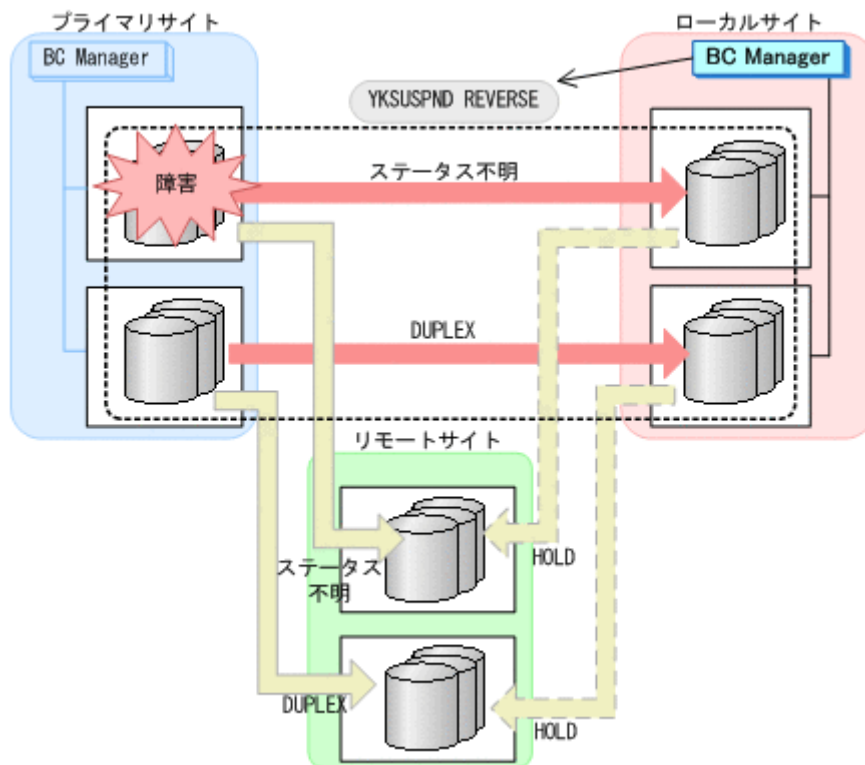 プライマリサイト
ローカルサイト
BC Manager
BC Manager
YKSUSPND REVERSE
障害
ステータス不明
DUPLEX
リモートサイト
ステータス
不明
HOLD
DUPLEX
HOLD